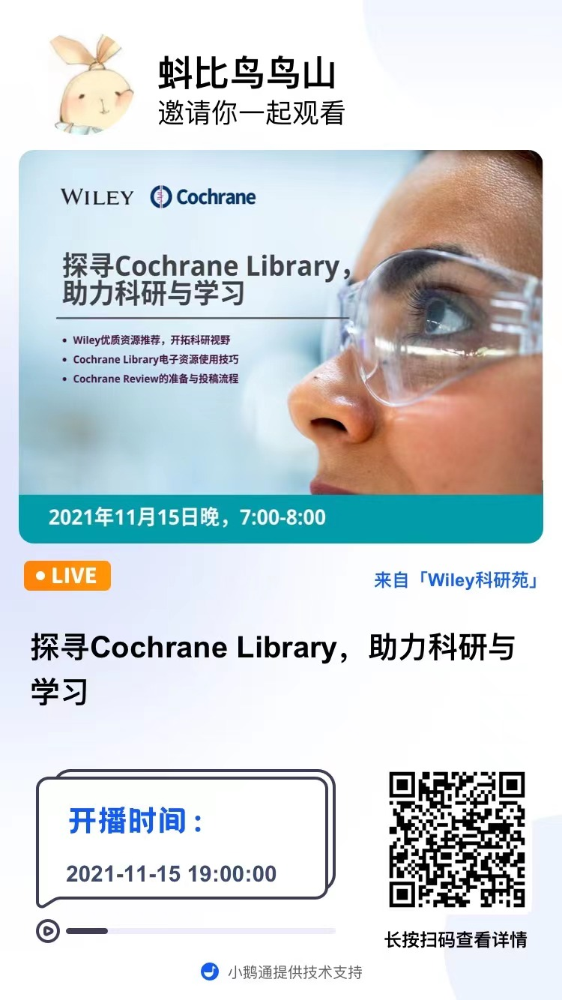 蚪比鸟鸟山
邀请你一起观看
WILEY Cochrane
探寻Cochrane Library，
助力科研与学习
• Wiley优质资源推荐，开拓科研视野
• Cochrane Library电子资源使用技巧
• Cochrane Review的准备与投稿流程
2021年11月15日晚，7:00-8:00
LIVE
来自「Wiley科研苑」
探寻Cochrane Library，助力科研与
学习
开播时间：
2021-11-15 19:00:00
长按扫码查看详情
小鹅通提供技术支持